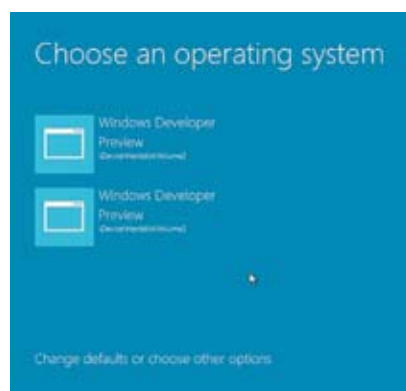 Choose an operating system
Windows Developer
Preview
Windows Developer
Preview
Change defaults or choose other options